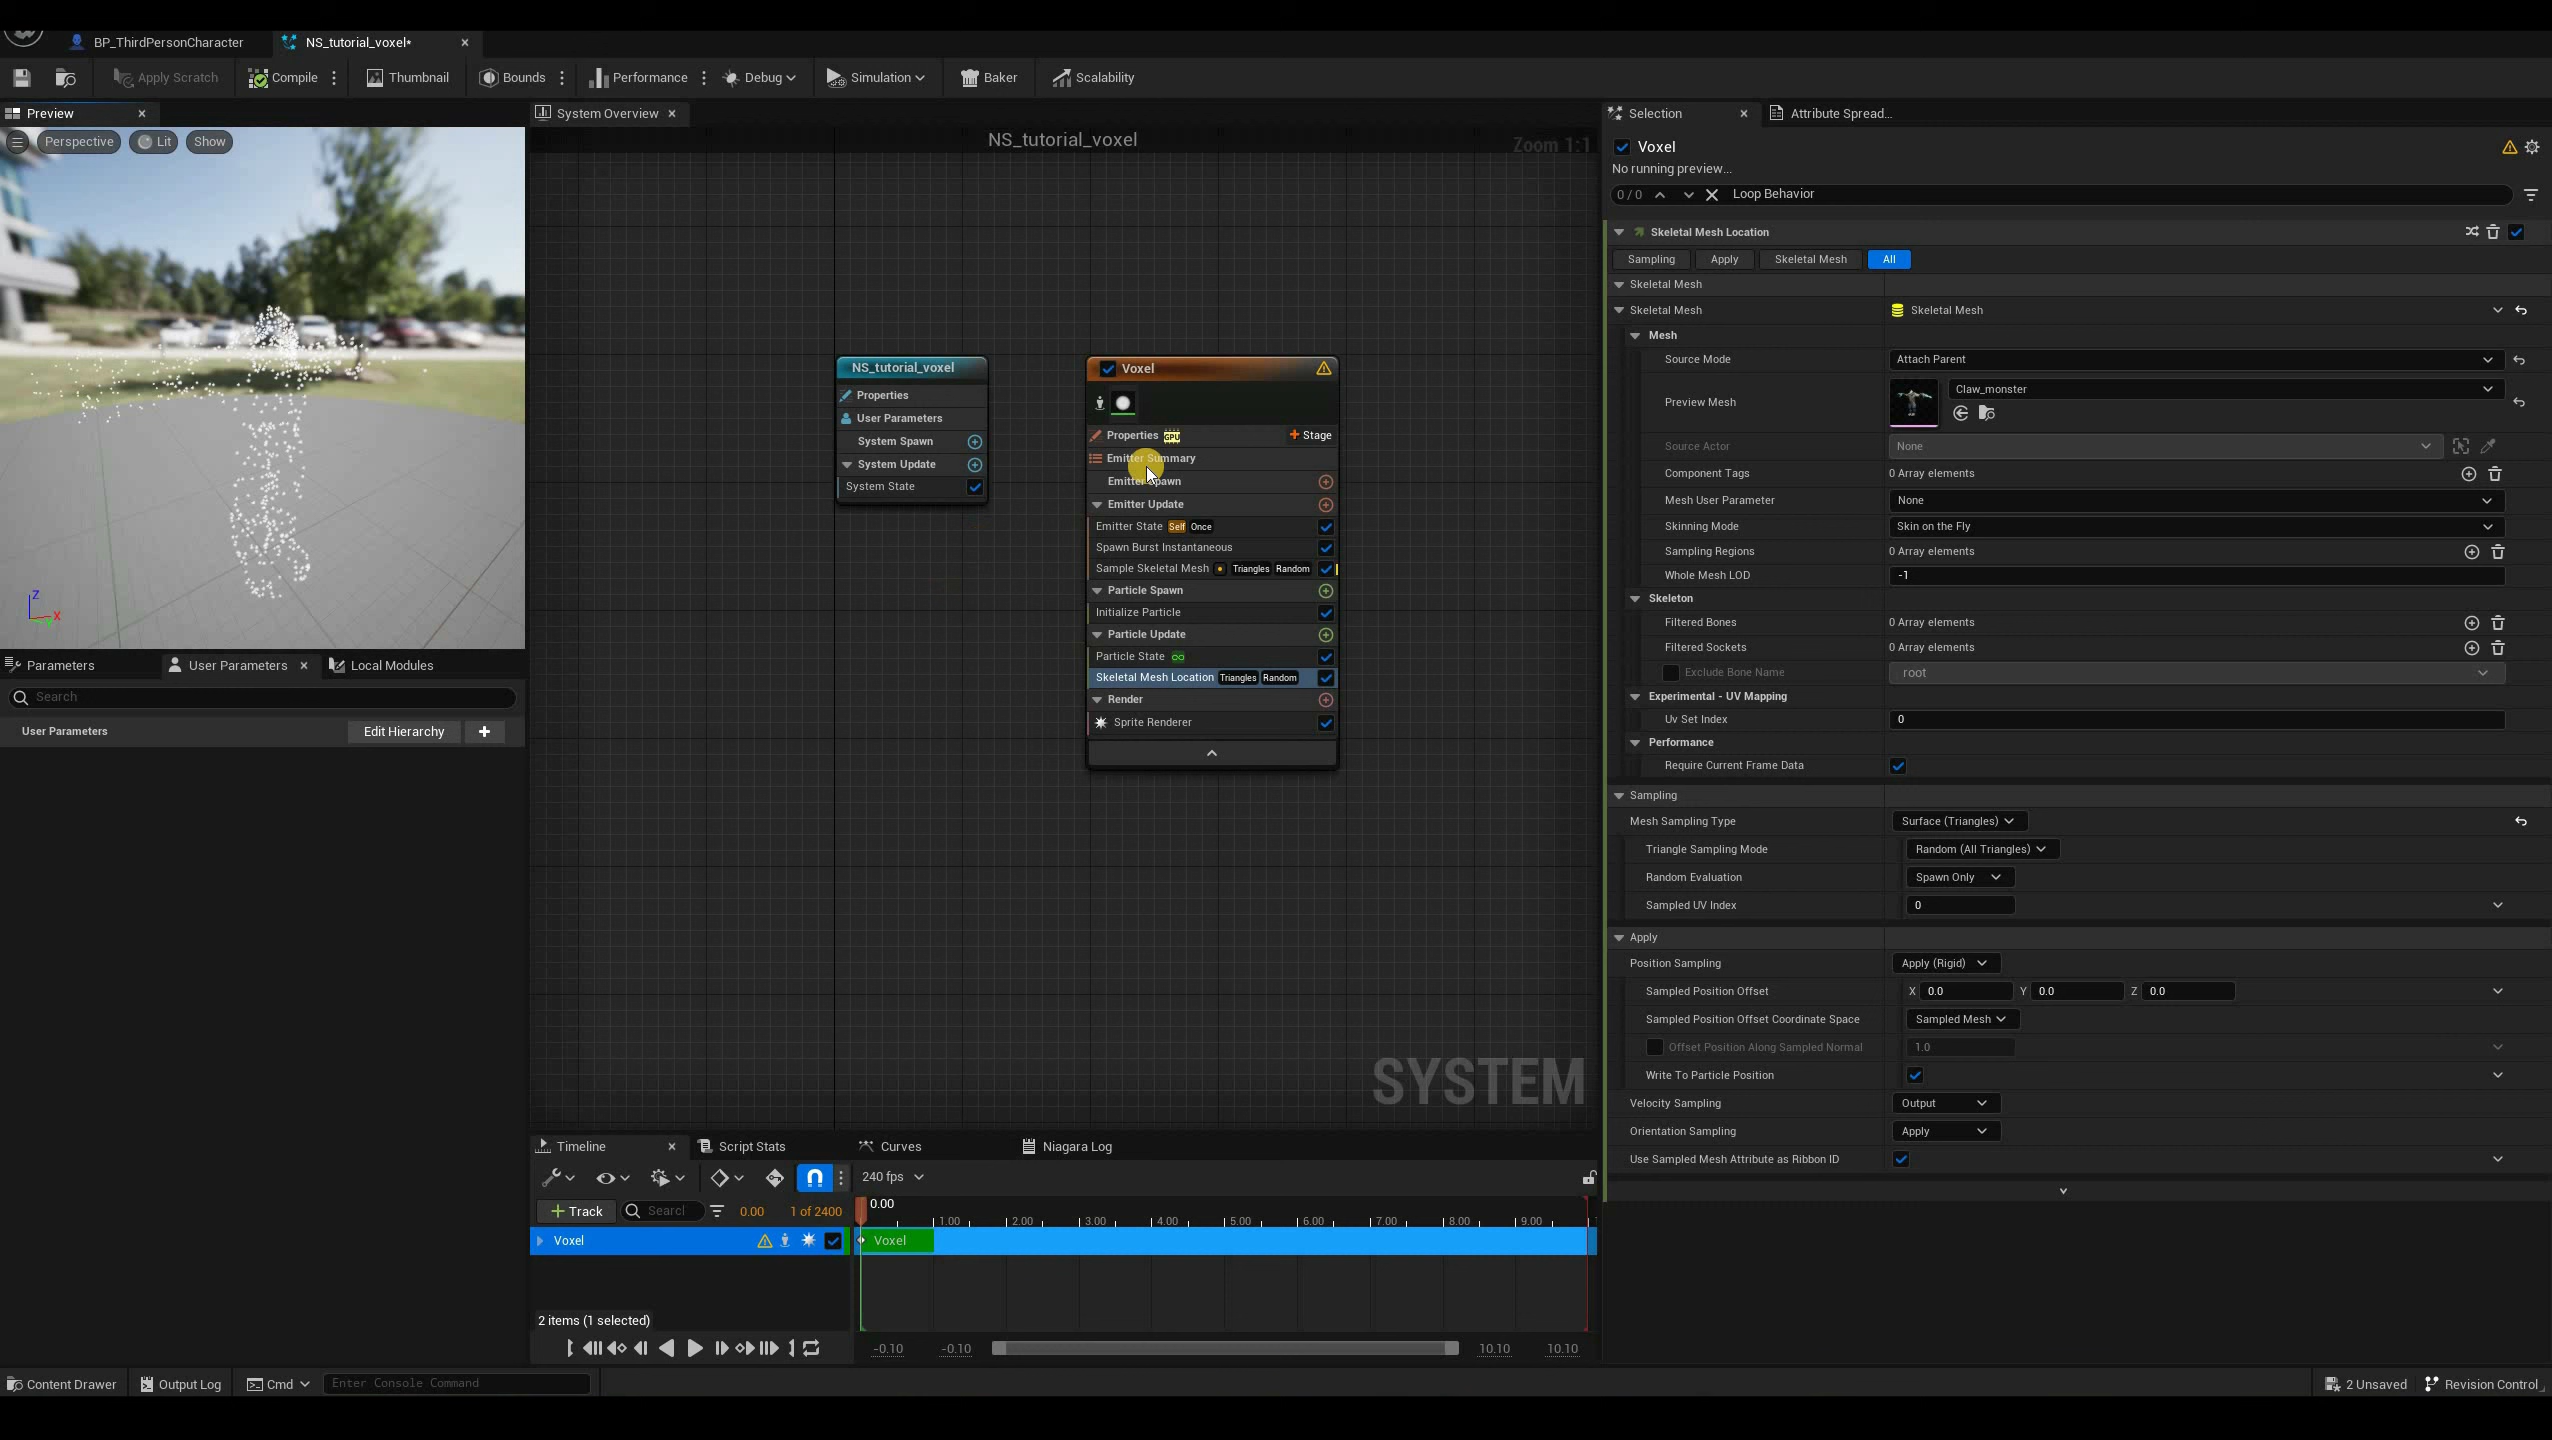 BP_ThirdPersonCharacter
NS_tutorial_voxel*
Apply Scratch
Compile
Thumbnail
Bounds
Performance
Debug
Simulation
Baker
Scalability
Preview
Perspective
Lit
Show
Z
X
Parameters
User Parameters
Local Modules
Search
User Parameters
Edit Hierarchy
System Overview
NS_tutorial_voxel
Zoom 1:1
NS_tutorial_voxel
Properties
User Parameters
System Spawn
System Update
System State
Voxel
Properties GPU
Stage
Emitter Summary
Emitter Spawn
Emitter Update
Emitter State Self Once
Spawn Burst Instantaneous
Sample Skeletal Mesh Triangles Random
Particle Spawn
Initialize Particle
Particle Update
Particle State
Skeletal Mesh Location Triangles Random
Render
Sprite Renderer
SYSTEM
Timeline
Script Stats
Curves
Niagara Log
240 fps
Track
Search
0.00
1 of 2400
0.00
1.00 2.00 3.00 4.00 5.00 6.00 7.00 8.00 9.00
Voxel
Voxel
2 items (1 selected)
-0.10 -0.10 10.10 10.10
Selection
Attribute Spread...
Voxel
No running preview...
0 / 0
Loop Behavior
Skeletal Mesh Location
Sampling
Apply
Skeletal Mesh
All
Skeletal Mesh
Skeletal Mesh
Skeletal Mesh
Mesh
Source Mode
Attach Parent
Preview Mesh
Claw_monster
Source Actor
None
Component Tags
0 Array elements
Mesh User Parameter
None
Skinning Mode
Skin on the Fly
Sampling Regions
0 Array elements
Whole Mesh LOD
-1
Skeleton
Filtered Bones
0 Array elements
Filtered Sockets
0 Array elements
Exclude Bone Name
root
Experimental - UV Mapping
Uv Set Index
0
Performance
Require Current Frame Data
Sampling
Mesh Sampling Type
Surface (Triangles)
Triangle Sampling Mode
Random (All Triangles)
Random Evaluation
Spawn Only
Sampled UV Index
0
Apply
Position Sampling
Apply (Rigid)
Sampled Position Offset
X 0.0 Y 0.0 Z 0.0
Sampled Position Offset Coordinate Space
Sampled Mesh
Offset Position Along Sampled Normal
1.0
Write To Particle Position
Velocity Sampling
Output
Orientation Sampling
Apply
Use Sampled Mesh Attribute as Ribbon ID
Content Drawer
Output Log
Cmd
Enter Console Command
2 Unsaved
Revision Control